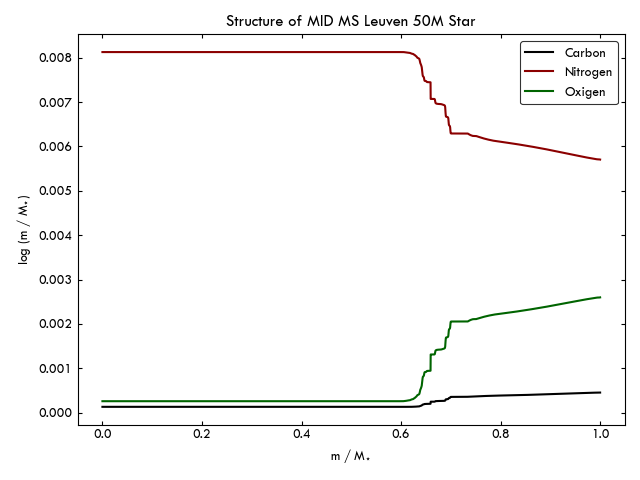 Structure of MID MS Leuven 50M Star
Carbon
Nitrogen
Oxigen
0.008
0.007
0.006
0.005
0.004
0.003
0.002
0.001
0.000
log (m / M⋆)
0.0 0.2 0.4 0.6 0.8 1.0
m / M⋆